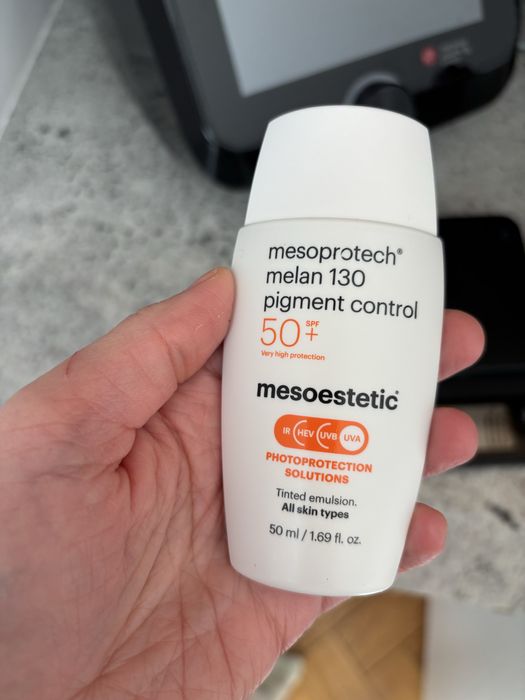 mesoprotech®
melan 130
pigment control
50+ SPF
Very high protection
mesoestetic®
IR HEV UVB UVA
PHOTOPROTECTION
SOLUTIONS
Tinted emulsion.
All skin types
50 ml / 1.69 fl. oz.